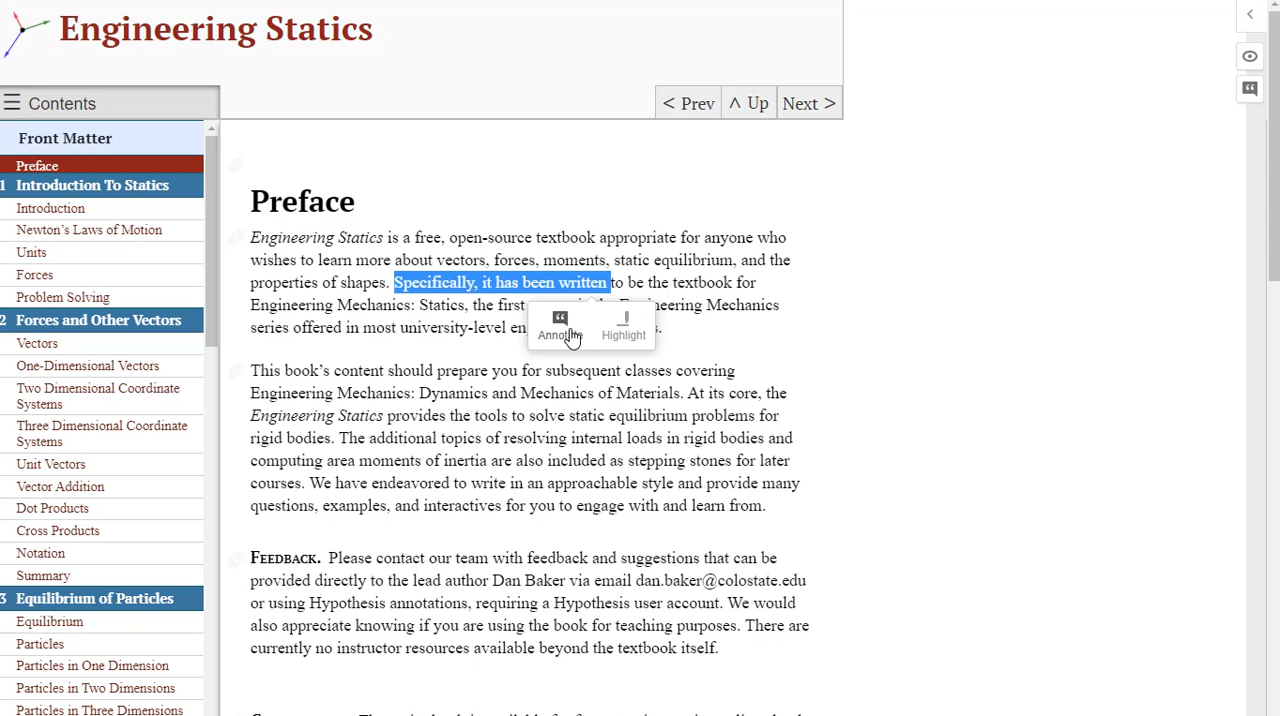 Engineering Statics
Contents
< Prev
^ Up
Next >
Front Matter
Preface
1 Introduction To Statics
Introduction
Newton's Laws of Motion
Units
Forces
Problem Solving
2 Forces and Other Vectors
Vectors
One-Dimensional Vectors
Two Dimensional Coordinate
Systems
Three Dimensional Coordinate
Systems
Unit Vectors
Vector Addition
Dot Products
Cross Products
Notation
Summary
3 Equilibrium of Particles
Equilibrium
Particles
Particles in One Dimension
Particles in Two Dimensions
Particles in Three Dimensions
Preface
Engineering Statics is a free, open-source textbook appropriate for anyone who
wishes to learn more about vectors, forces, moments, static equilibrium, and the
properties of shapes. Specifically, it has been written to be the textbook for
Engineering Mechanics: Statics, the first Engineering Mechanics
series offered in most university-level
Annotate
Highlight
This book's content should prepare you for subsequent classes covering
Engineering Mechanics: Dynamics and Mechanics of Materials. At its core, the
Engineering Statics provides the tools to solve static equilibrium problems for
rigid bodies. The additional topics of resolving internal loads in rigid bodies and
computing area moments of inertia are also included as stepping stones for later
courses. We have endeavored to write in an approachable style and provide many
questions, examples, and interactives for you to engage with and learn from.
FEEDBACK. Please contact our team with feedback and suggestions that can be
provided directly to the lead author Dan Baker via email dan.baker@colostate.edu
or using Hypothesis annotations, requiring a Hypothesis user account. We would
also appreciate knowing if you are using the book for teaching purposes. There are
currently no instructor resources available beyond the textbook itself.